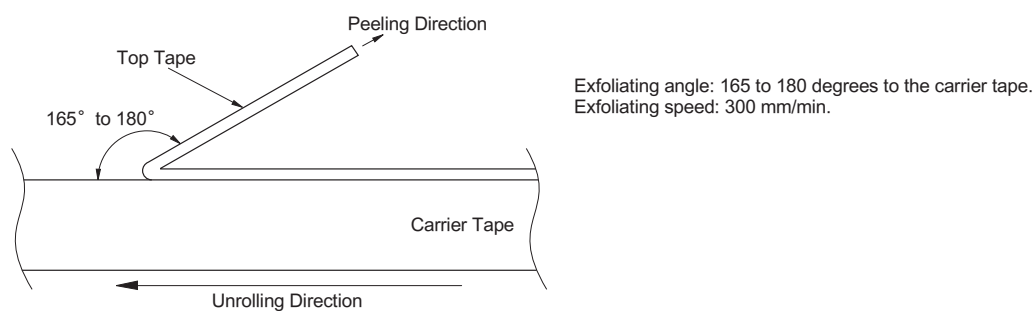 Peeling Direction
Top Tape
165° to 180°
Exfoliating angle: 165 to 180 degrees to the carrier tape.
Exfoliating speed: 300 mm/min.
Carrier Tape
Unrolling Direction